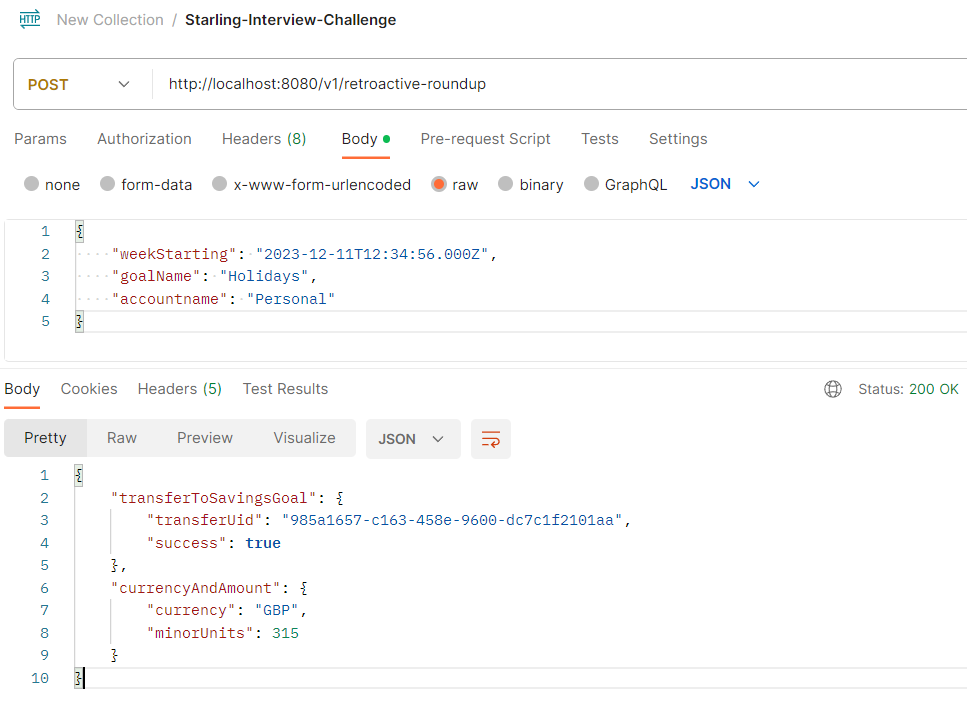 HTTP New Collection / Starling-Interview-Challenge
POST http://localhost:8080/v1/retroactive-roundup
Params Authorization Headers (8) Body Pre-request Script Tests Settings
none form-data x-www-form-urlencoded raw binary GraphQL JSON
1 {
2 ····"weekStarting":·"2023-12-11T12:34:56.000Z",
3 ····"goalName":·"Holidays",
4 ····"accountname":·"Personal"
5 }
Body Cookies Headers (5) Test Results Status: 200 OK
Pretty Raw Preview Visualize JSON
1 {
2     "transferToSavingsGoal": {
3         "transferUid": "985a1657-c163-458e-9600-dc7c1f2101aa",
4         "success": true
5     },
6     "currencyAndAmount": {
7         "currency": "GBP",
8         "minorUnits": 315
9     }
10 }